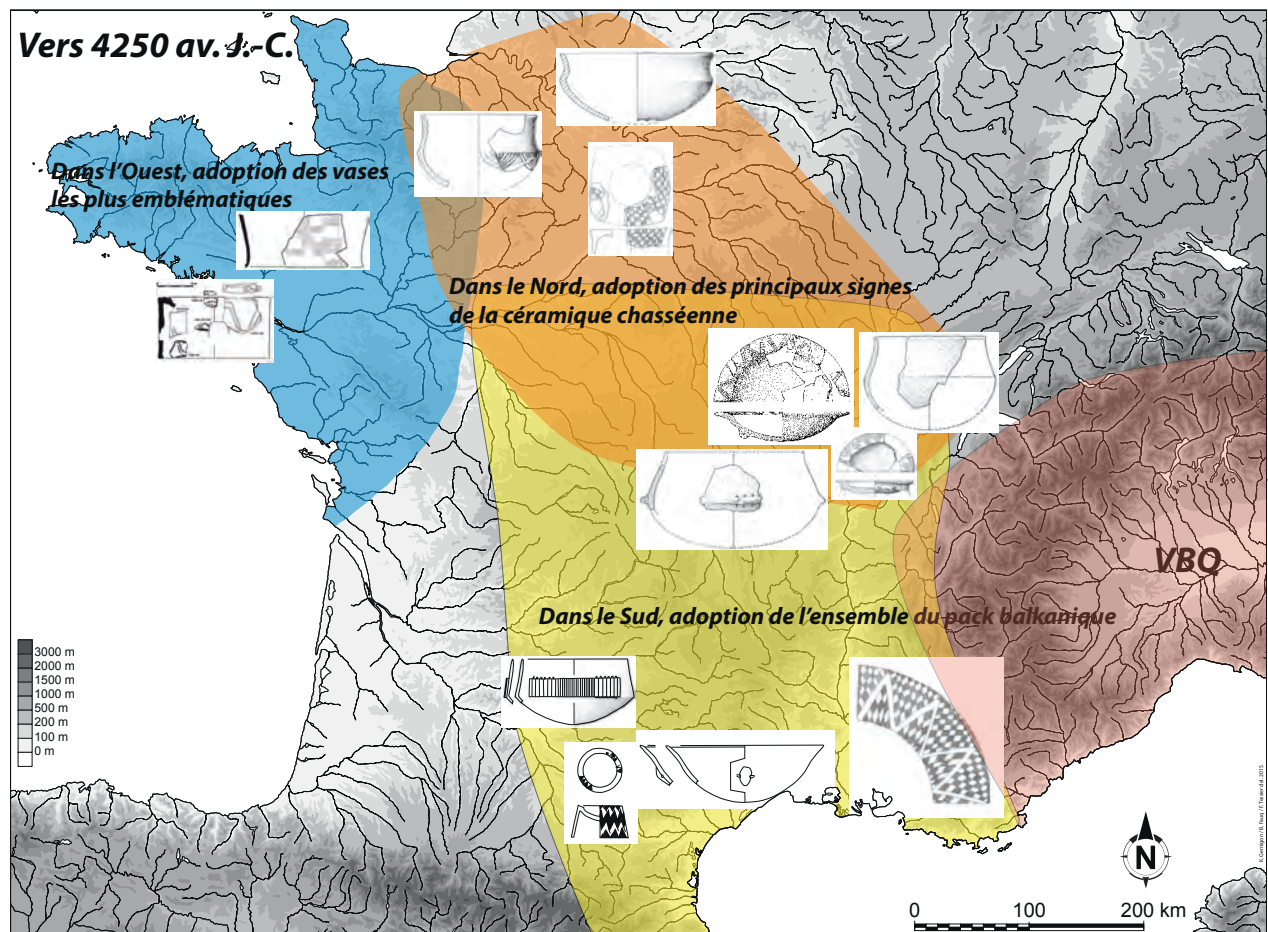 Vers 4250 av. J.-C.
Dans l'Ouest, adoption des vases
les plus emblématiques
Dans le Nord, adoption des principaux signes
de la céramique chasséenne
VBQ
Dans le Sud, adoption de l'ensemble du pack balkanique
3000 m
2000 m
1500 m
1000 m
500 m
200 m
100 m
0 m
N
0 100 200 km